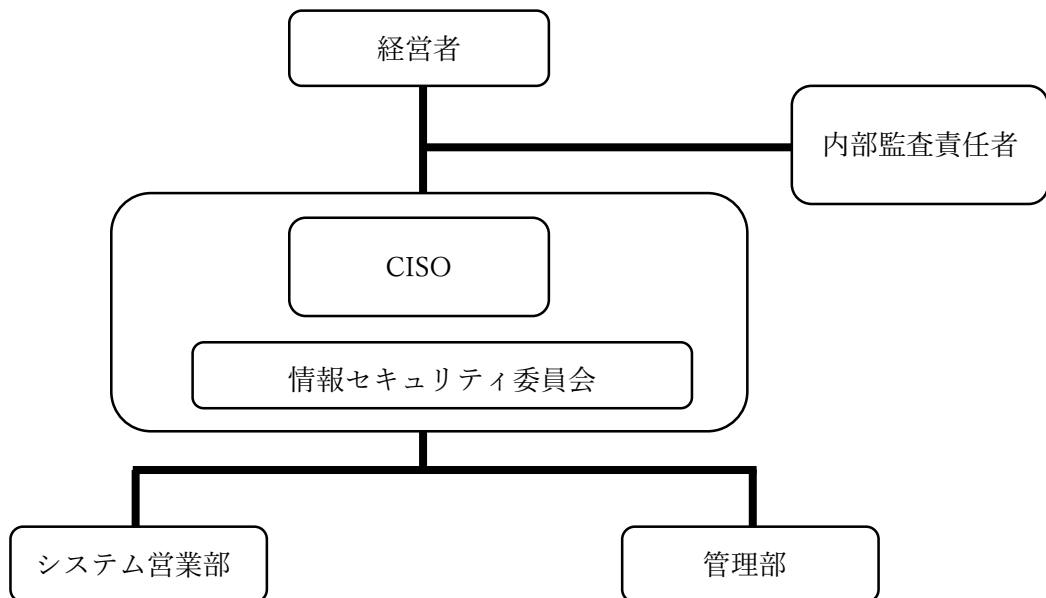 経営者
内部監査責任者
CISO
情報セキュリティ委員会
システム営業部
管理部